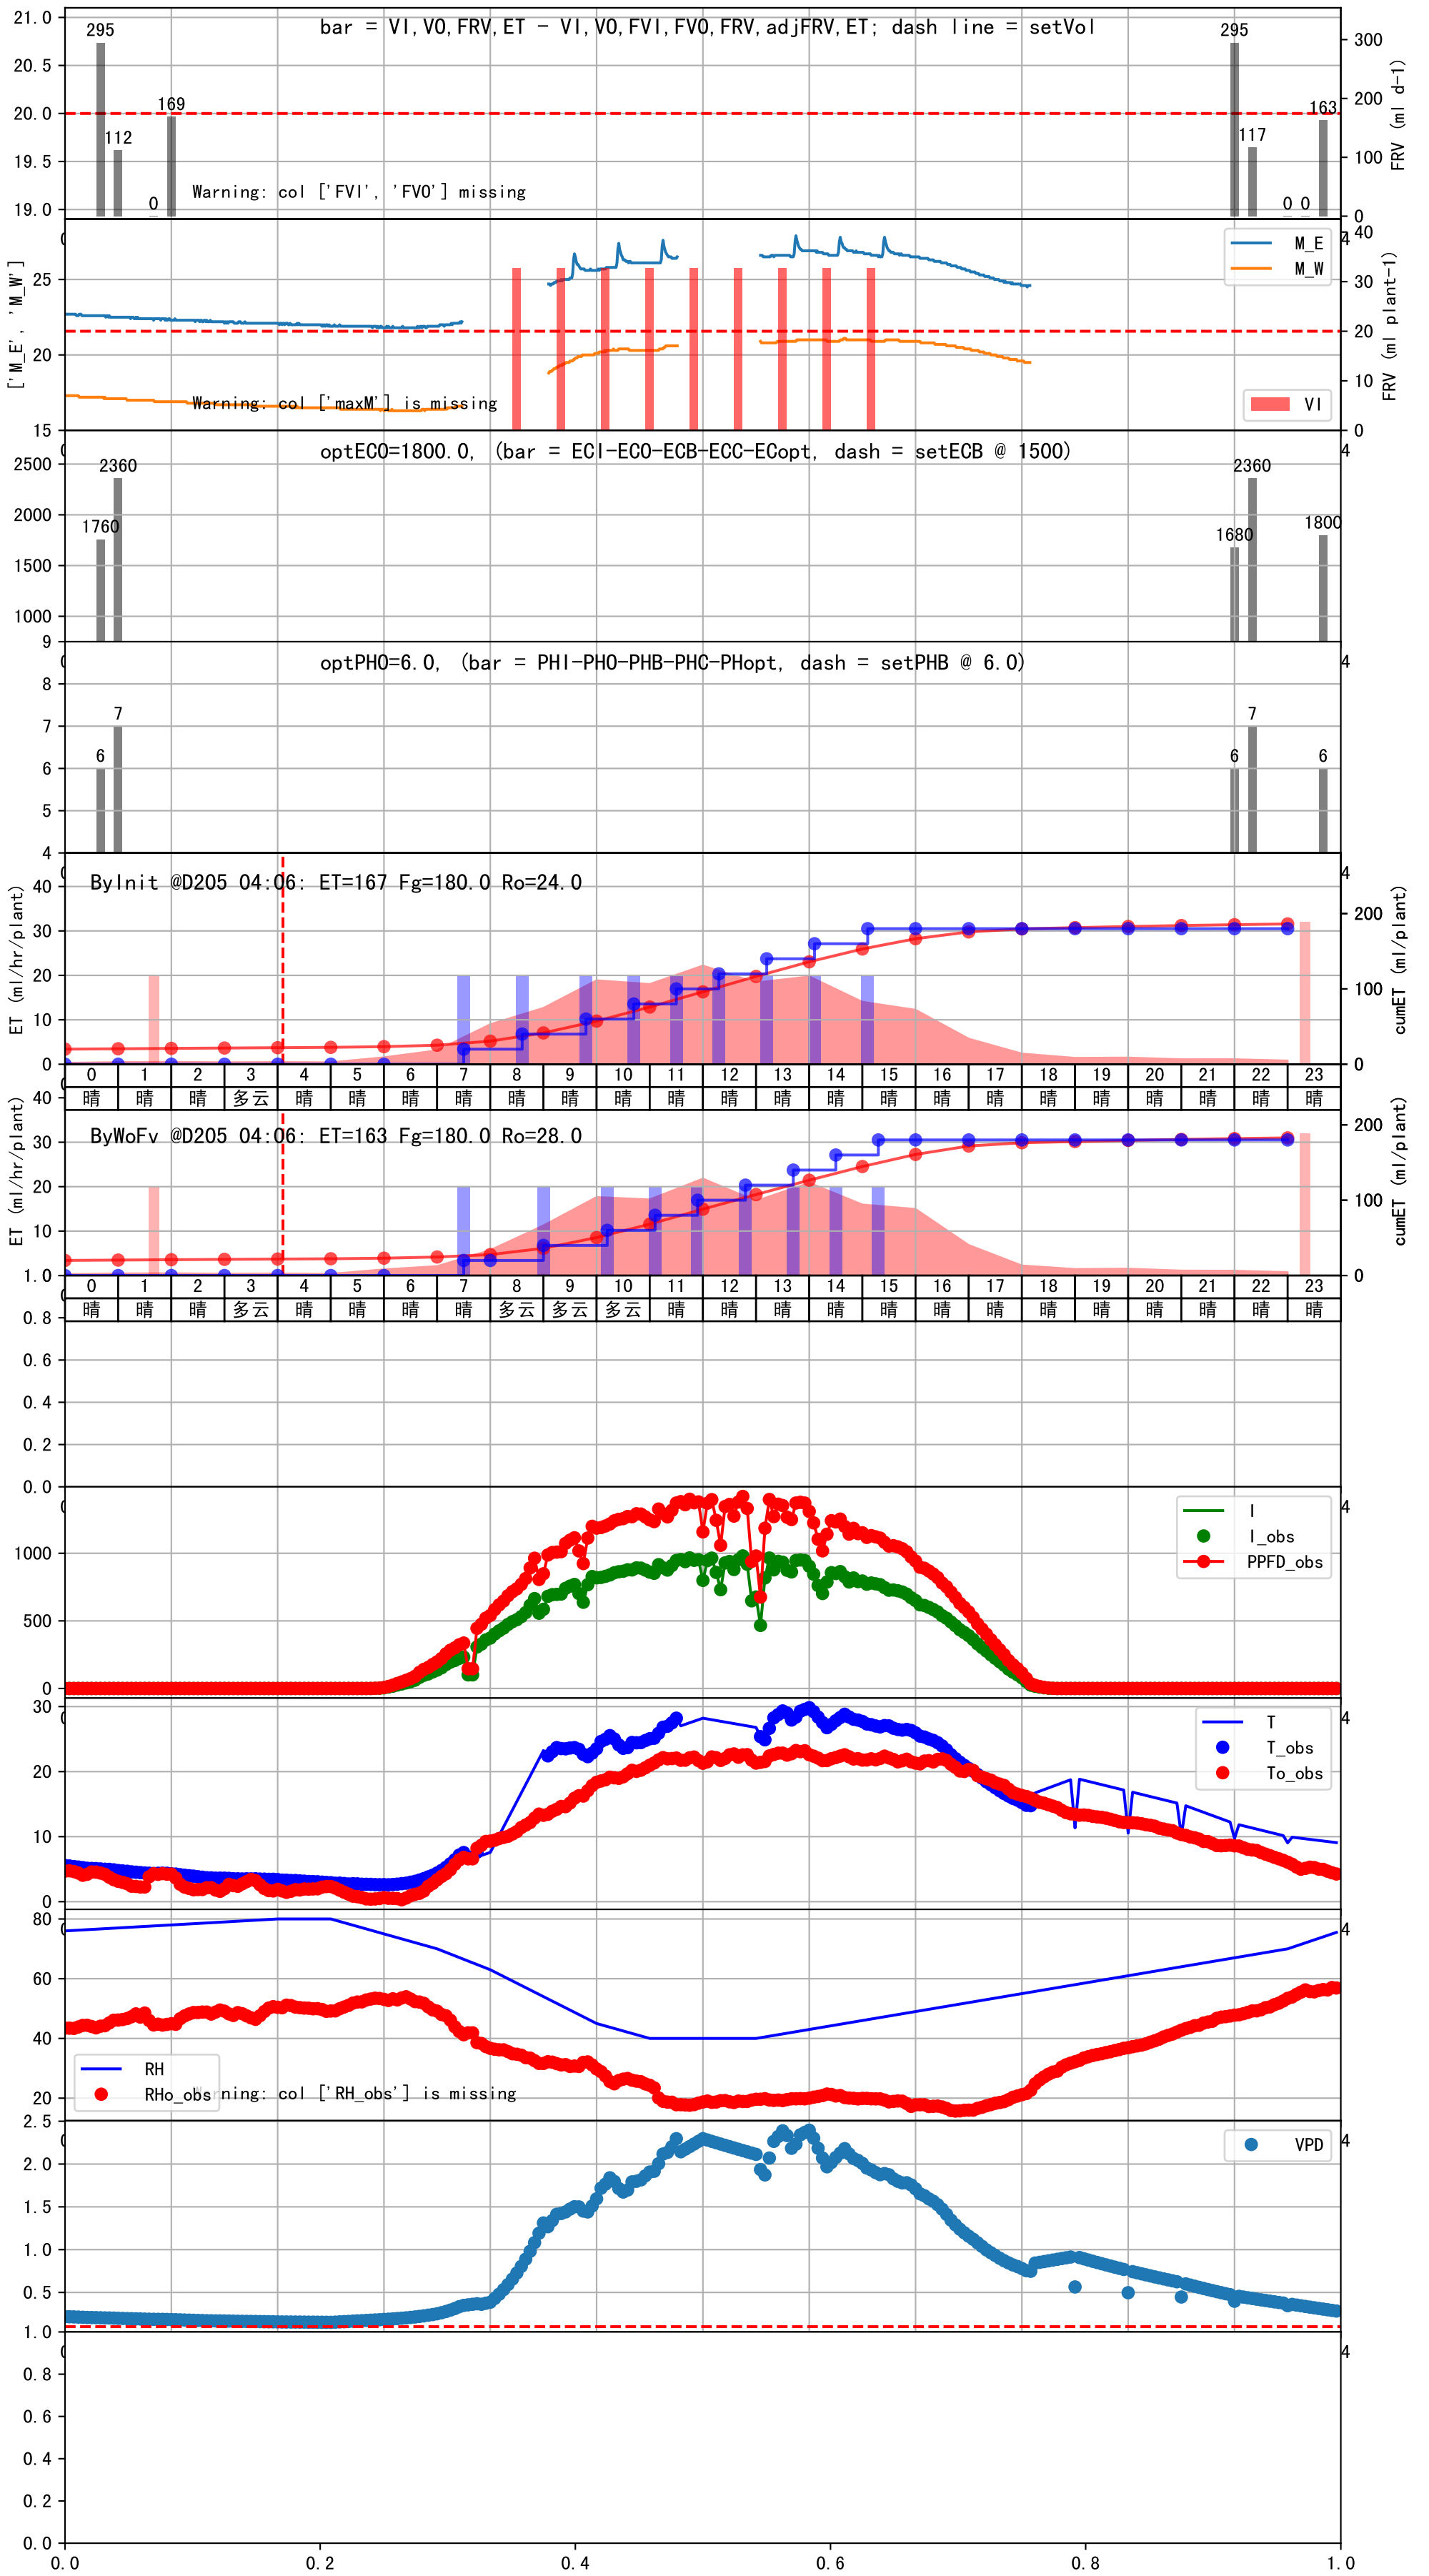 bar = VI,VO,FRV,ET - VI,VO,FVI,FVO,FRV,adjFRV,ET; dash line = setVol
21.0
20.5
20.0
19.5
19.0
295
112
0
169
295
117
0 0
163
300
200
100
0
FRV (ml d-1)
Warning: col ['FVI', 'FVO'] missing
['M_E', 'M_W']
25
20
15
40
30
20
10
0
FRV (ml plant-1)
M_E
M_W
VI
Warning: col ['maxM'] is missing
optECO=1800.0, (bar = ECI-ECO-ECB-ECC-ECopt, dash = setECB @ 1500)
2500
2000
1500
1000
1760
2360
1680
2360
1800
optPHO=6.0, (bar = PHI-PHO-PHB-PHC-PHopt, dash = setPHB @ 6.0)
9
8
7
6
5
4
6
7
6
7
6
ByInit @D205 04:06: ET=167 Fg=180.0 Ro=24.0
ET (ml/hr/plant)
40
30
20
10
0
200
100
0
cumET (ml/plant)
0 1 2 3 4 5 6 7 8 9 10 11 12 13 14 15 16 17 18 19 20 21 22 23
晴 晴 晴 多云 晴 晴 晴 晴 晴 晴 晴 晴 晴 晴 晴 晴 晴 晴 晴 晴 晴 晴 晴 晴
ByWoFv @D205 04:06: ET=163 Fg=180.0 Ro=28.0
ET (ml/hr/plant)
40
30
20
10
200
100
0
cumET (ml/plant)
0 1 2 3 4 5 6 7 8 9 10 11 12 13 14 15 16 17 18 19 20 21 22 23
晴 晴 晴 多云 晴 晴 晴 晴 多云 多云 多云 晴 晴 晴 晴 晴 晴 晴 晴 晴 晴 晴 晴 晴
1.0
0.8
0.6
0.4
0.2
0.0
1000
500
0
I
I_obs
PPFD_obs
30
20
10
0
T
T_obs
To_obs
80
60
40
20
RH
RHo_obs
rning: col ['RH_obs'] is missing
2.5
2.0
1.5
1.0
0.5
VPD
1.0
0.8
0.6
0.4
0.2
0.0
0.0 0.2 0.4 0.6 0.8 1.0